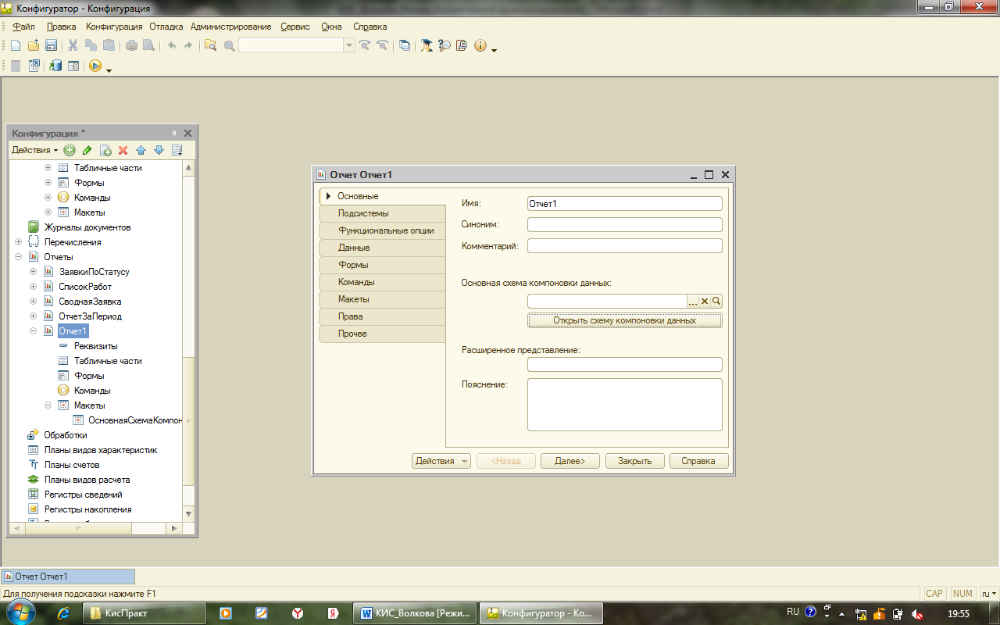 Конфигуратор - Конфигурация
Файл Правка Конфигурация Отладка Администрирование Сервис Окна Справка
Конфигурация *
Действия
Табличные части
Формы
Команды
Макеты
Журналы документов
Перечисления
Отчеты
ЗаявкиПоСтатусу
СписокРабот
СводнаяЗаявка
ОтчетЗаПериод
Отчет1
Реквизиты
Табличные части
Формы
Команды
Макеты
ОсновнаяСхемаКомпон
Обработки
Планы видов характеристик
Планы счетов
Планы видов расчета
Регистры сведений
Регистры накопления
Отчет Отчет1
Основные
Подсистемы
Функциональные опции
Данные
Формы
Команды
Макеты
Права
Прочее
Имя: Отчет1
Синоним:
Комментарий:
Основная схема компоновки данных:
Открыть схему компоновки данных
Расширенное представление:
Пояснение:
Действия <Назад Далее> Закрыть Справка
Отчет Отчет1
Для получения подсказки нажмите F1 CAP NUM ru
КисПракт КИС_Волкова [Режи... Конфигуратор - Ко... RU 19:55